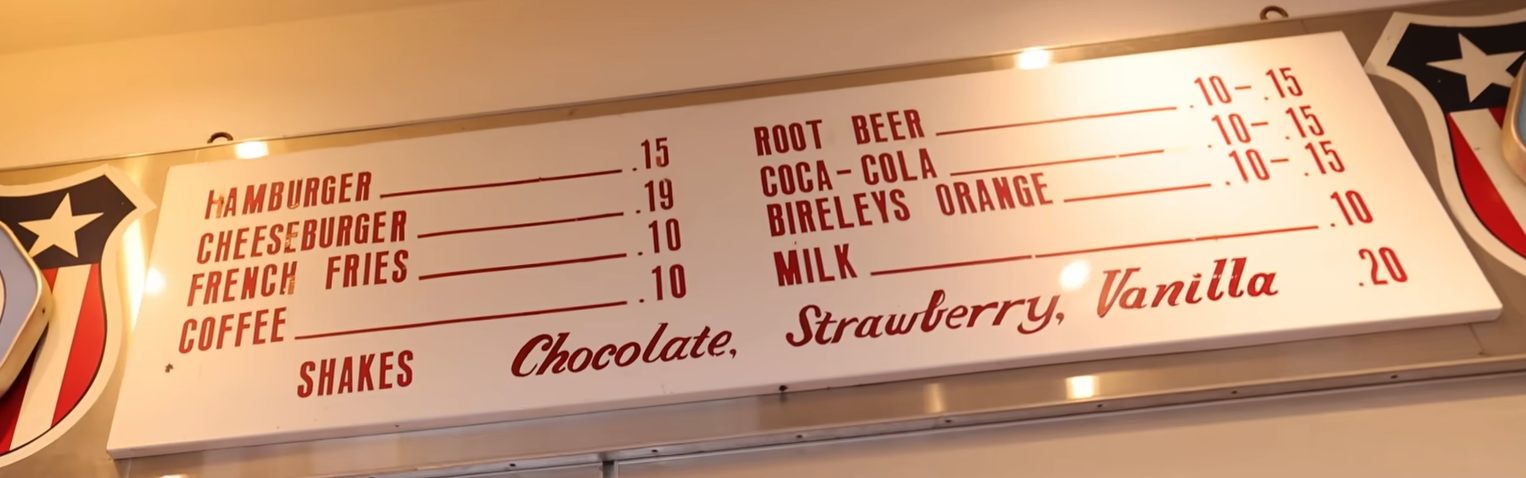 HAMBURGER .15
CHEESEBURGER .19
FRENCH FRIES .10
COFFEE .10
ROOT BEER .10-.15
COCA-COLA .10-.15
BIRELEYS ORANGE .10-.15
MILK .10
SHAKES Chocolate, Strawberry, Vanilla .20